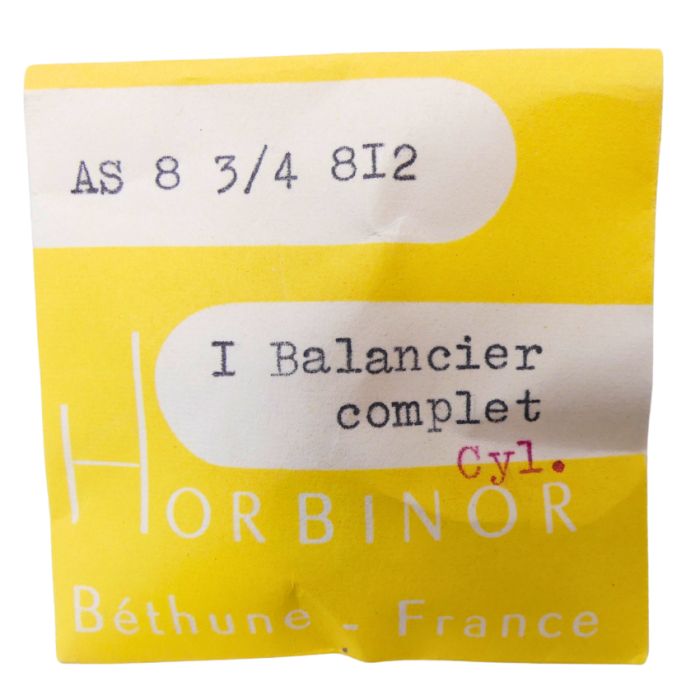 AS 8 3/4 8I2
I Balancier
complet
Cyl.
HORBINOR
Béthune - France